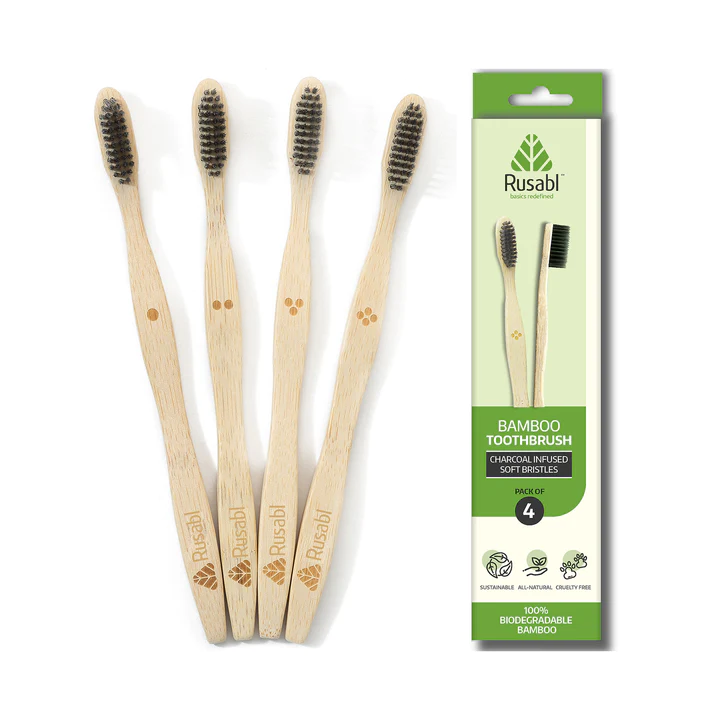 Rusabl
Rusabl
Rusabl
Rusabl
Rusabl™
basics redefined
BAMBOO
TOOTHBRUSH
CHARCOAL INFUSED
SOFT BRISTLES
PACK OF
4
SUSTAINABLE ALL-NATURAL CRUELTY FREE
100%
BIODEGRADABLE
BAMBOO